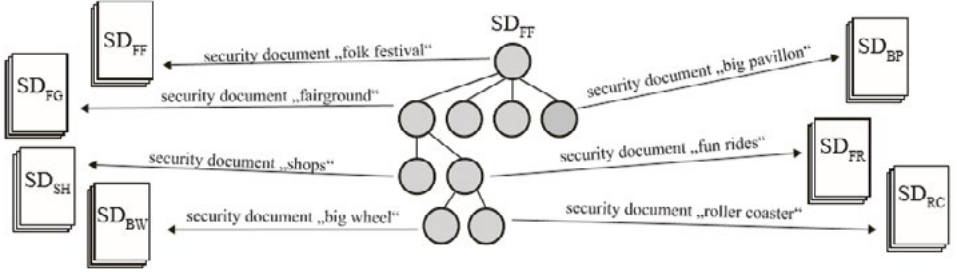 SD_FF
SD_FF
security document „folk festival“
SD_BP
security document „big pavillon“
SD_FG
security document „fairground“
SD_FR
security document „fun rides“
SD_SH
security document „shops“
SD_RC
security document „roller coaster“
SD_BW
security document „big wheel“